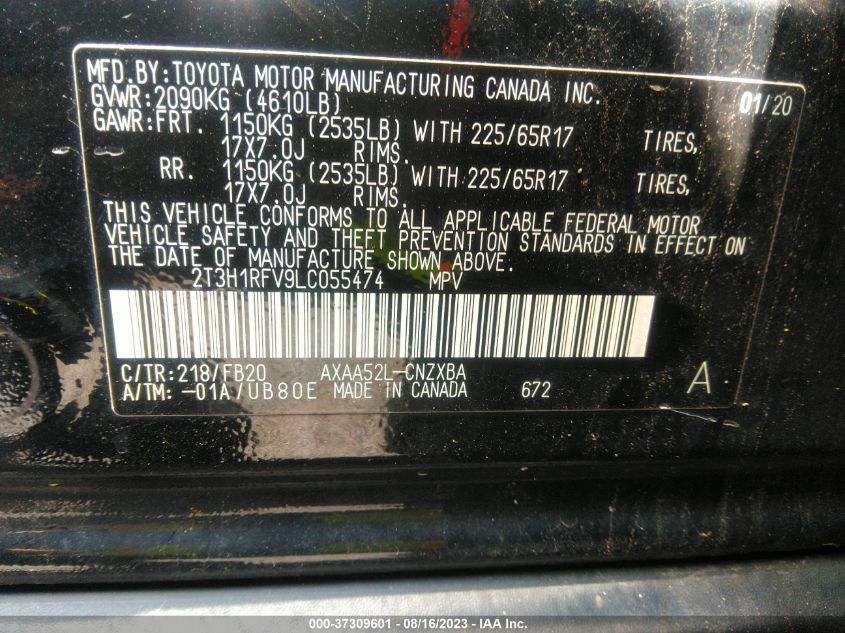 MFD.BY:TOYOTA MOTOR MANUFACTURING CANADA INC. 01/20
GVWR:2090KG (4610LB)
GAWR:FRT. 1150KG (2535LB) WITH 225/65R17 TIRES,
17X7.0J RIMS.
RR. 1150KG (2535LB) WITH 225/65R17 TIRES,
17X7.0J RIMS.
THIS VEHICLE CONFORMS TO ALL APPLICABLE FEDERAL MOTOR
VEHICLE SAFETY AND THEFT PREVENTION STANDARDS IN EFFECT ON
THE DATE OF MANUFACTURE SHOWN ABOVE.
2T3H1RFV9LC055474 MPV
C/TR:218/FB20 AXAA52L-CNZXBA
A/TM:-01A/UB80E MADE IN CANADA 672 A
000-37309601 - 08/16/2023 - IAA Inc.